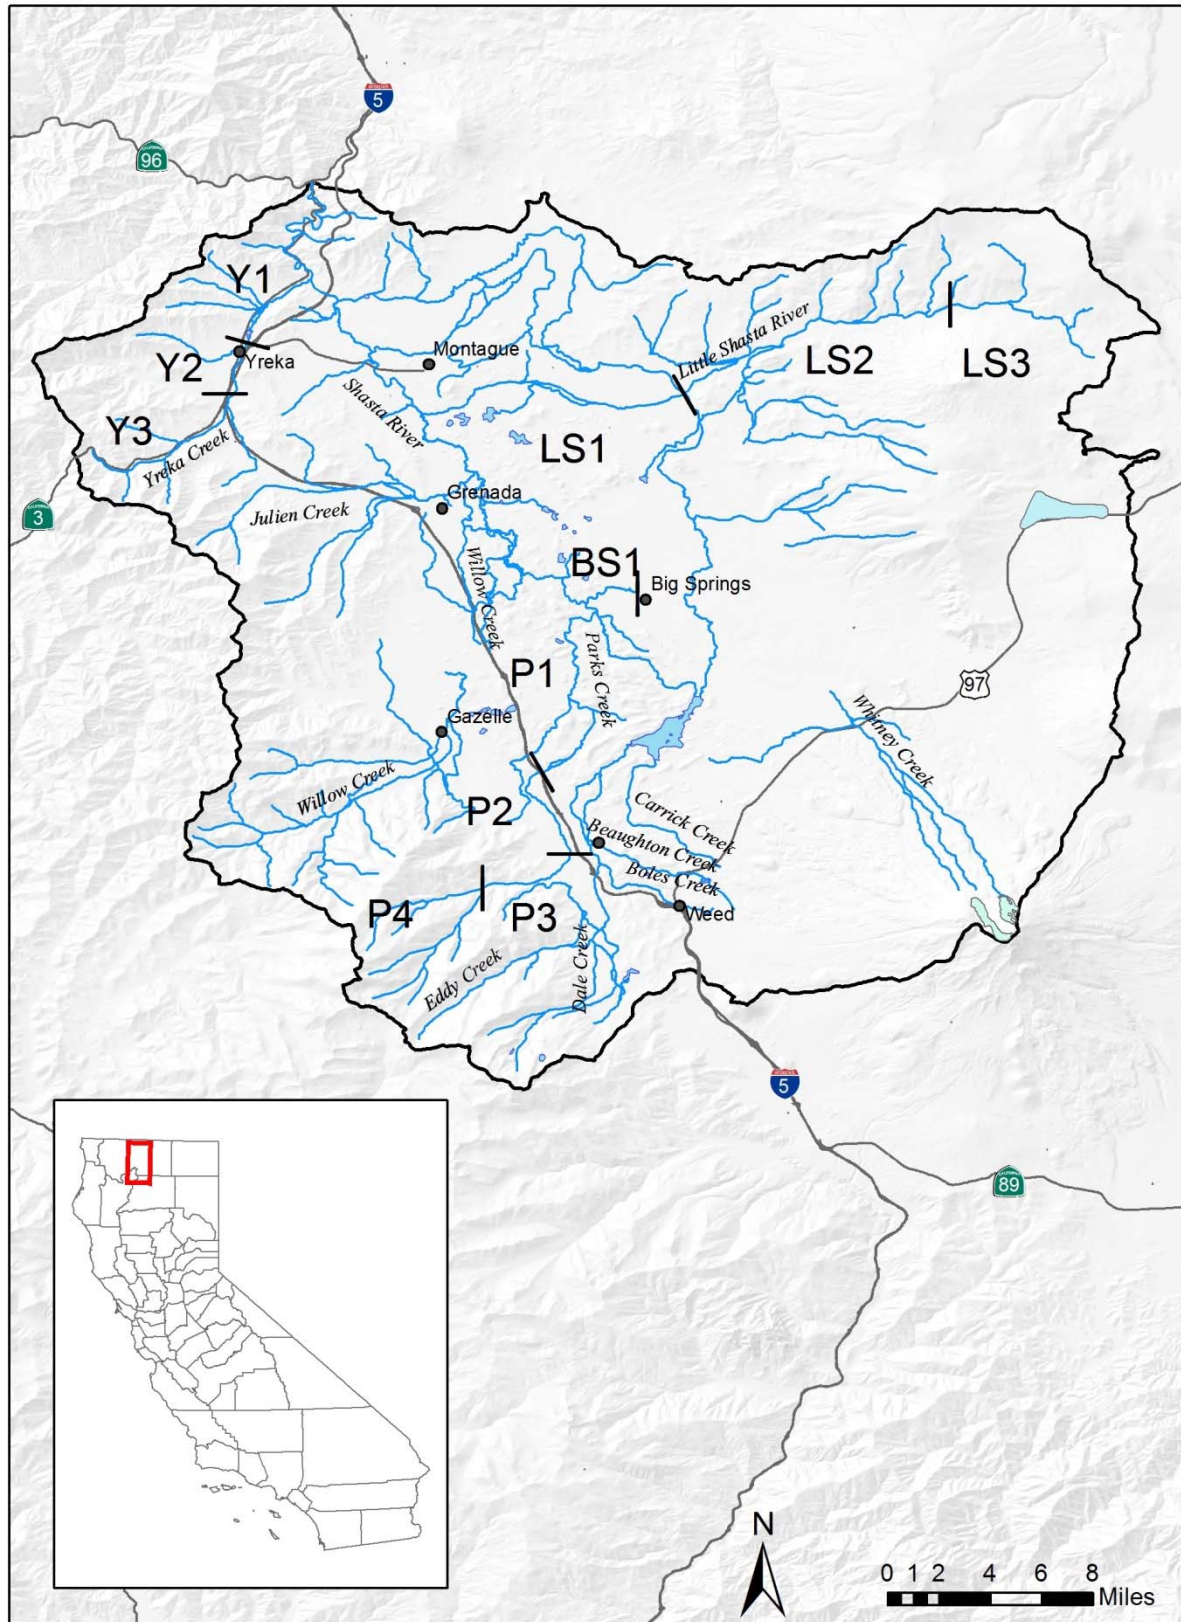 5
96
Y1
Y2
Yreka
Montague
Little Shasta River
LS2
LS3
Shasta River
Y3
Yreka Creek
LS1
3
Julien Creek
Grenada
Willow Creek
BS1
Big Springs
P1
Parks Creek
97
Gazelle
Whitney Creek
Willow Creek
P2
Carrick Creek
Beaughton Creek
Boles Creek
Weed
P4
P3
Eddy Creek
Dale Creek
5
89
N
0 1 2 4 6 8
Miles